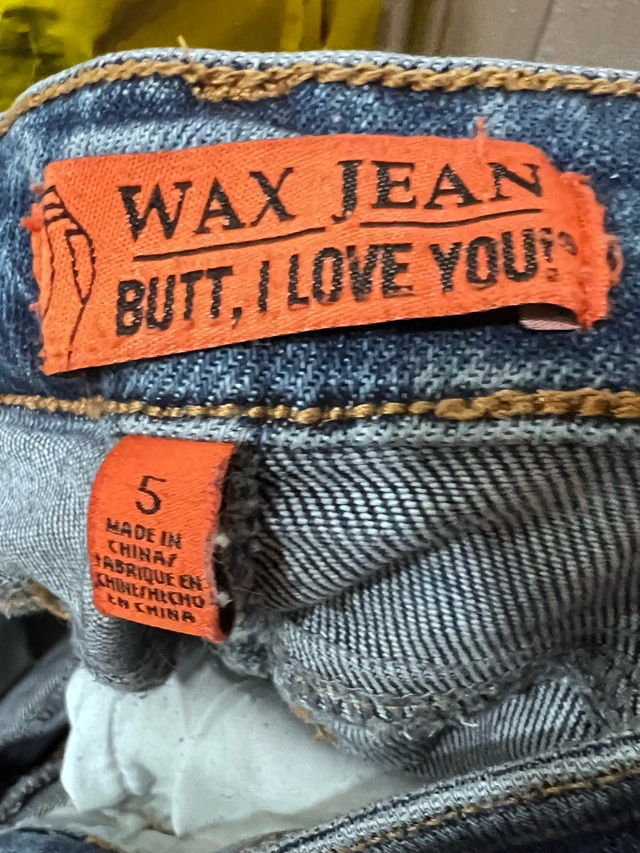 WAX JEAN
BUTT, I LOVE YOU!
5
MADE IN
CHINA/
FABRIQUE EN
CHINE/HECHO
EN CHINA